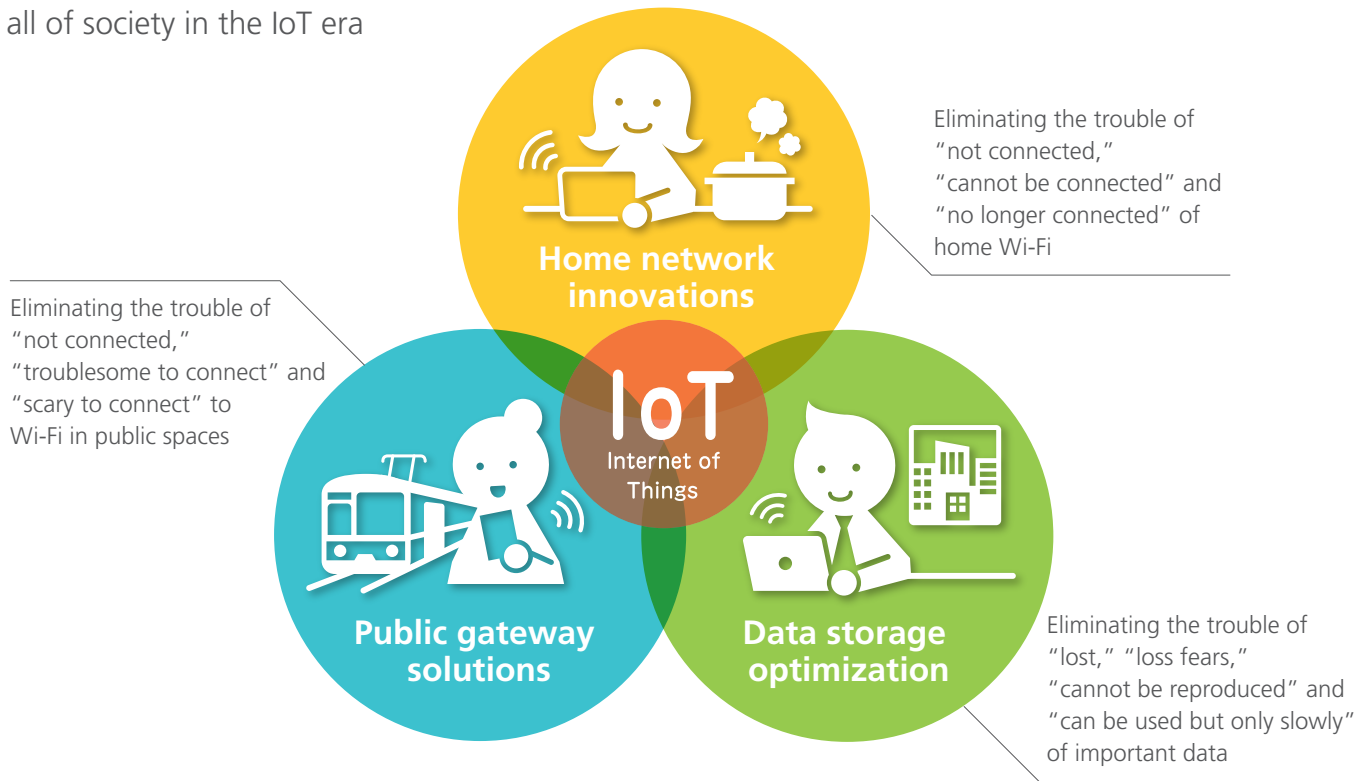 all of society in the IoT era
Eliminating the trouble of
“not connected,”
“cannot be connected” and
“no longer connected” of
home Wi-Fi
Home network
innovations
Eliminating the trouble of
“not connected,”
“troublesome to connect” and
“scary to connect” to
Wi-Fi in public spaces
IoT
Internet of
Things
Public gateway
solutions
Data storage
optimization
Eliminating the trouble of
“lost,” “loss fears,”
“cannot be reproduced” and
“can be used but only slowly”
of important data